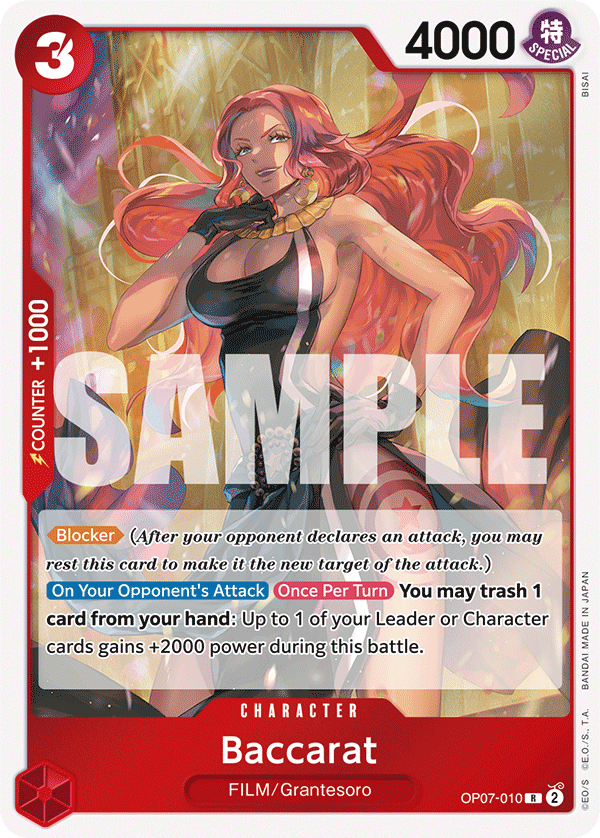 3
4000
特
SPECIAL
BISAI
COUNTER +1000
SAMPLE
Blocker (After your opponent declares an attack, you may
rest this card to make it the new target of the attack.)
On Your Opponent's Attack Once Per Turn You may trash 1
card from your hand: Up to 1 of your Leader or Character
cards gains +2000 power during this battle.
CHARACTER
Baccarat
FILM/Grantesoro
OP07-010 R 2
©EO/S ©E.O./S., T.A. BANDAI MADE IN JAPAN